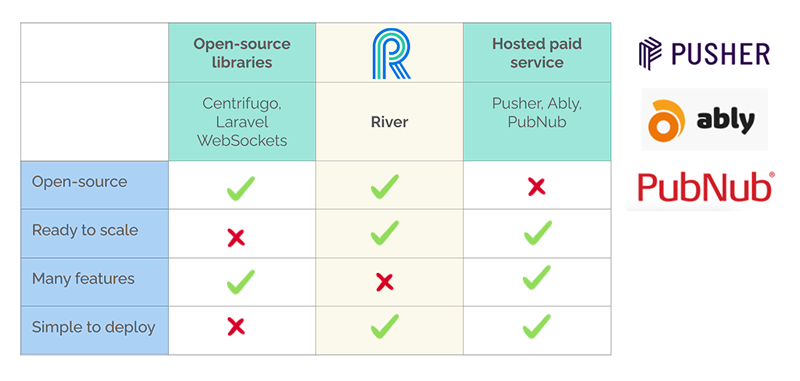 Open-source
libraries
Hosted paid
service
Centrifugo,
Laravel
WebSockets
River
Pusher, Ably,
PubNub
Open-source
Ready to scale
Many features
Simple to deploy
PUSHER
ably
PubNub®